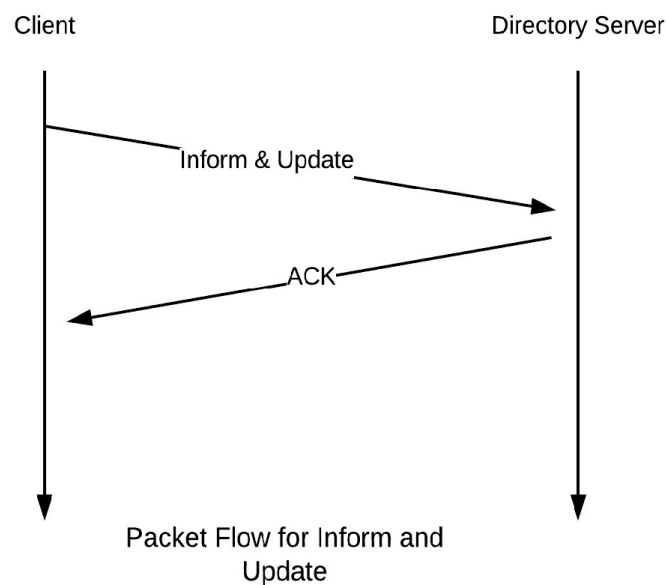 Client
Directory Server
Inform & Update
ACK
Packet Flow for Inform and
Update